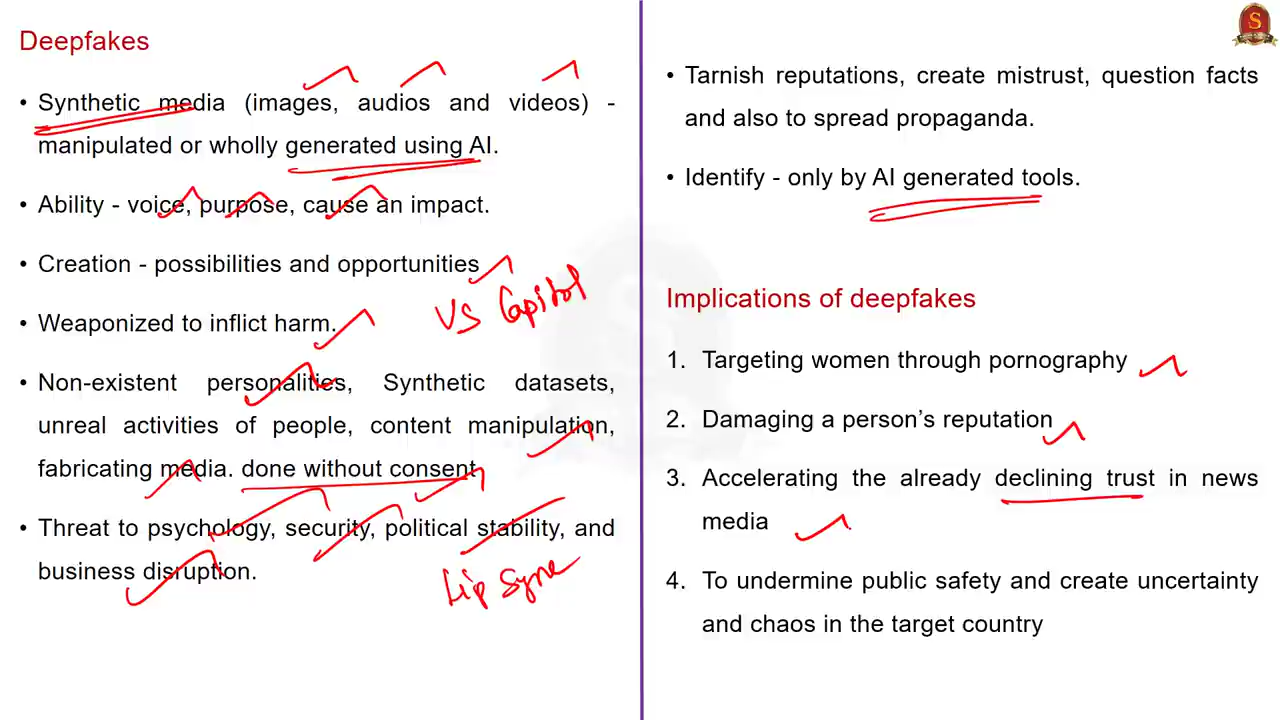 Deepfakes
• Synthetic media (images, audios and videos) -
manipulated or wholly generated using AI.
• Ability - voice, purpose, cause an impact.
• Creation - possibilities and opportunities
• Weaponized to inflict harm.
US Capitol
• Non-existent personalities, Synthetic datasets,
unreal activities of people, content manipulation,
fabricating media. done without consent
• Threat to psychology, security, political stability, and
business disruption.
Lip Sync
• Tarnish reputations, create mistrust, question facts
and also to spread propaganda.
• Identify - only by AI generated tools.
Implications of deepfakes
1. Targeting women through pornography
2. Damaging a person’s reputation
3. Accelerating the already declining trust in news
media
4. To undermine public safety and create uncertainty
and chaos in the target country
S